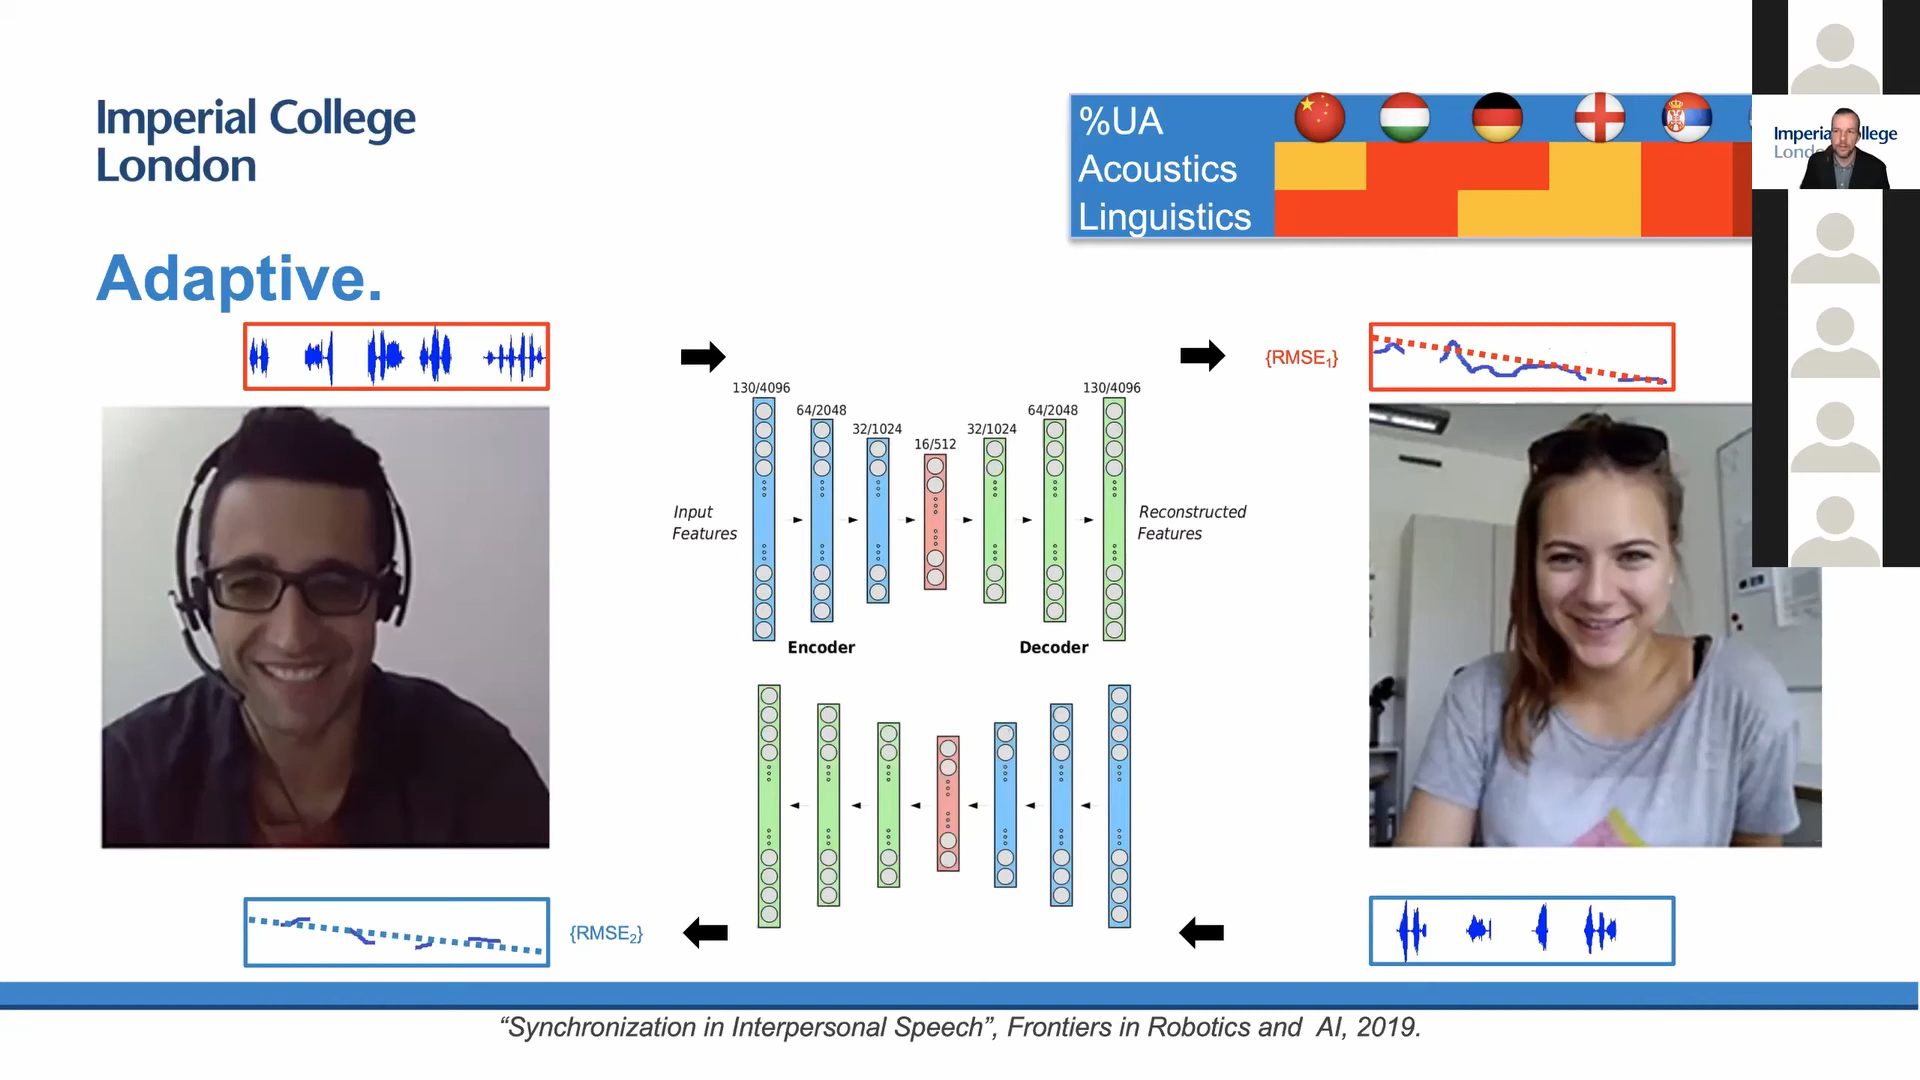 Imperial College
London
%UA
Acoustics
Linguistics
Adaptive.
{RMSE₁}
130/4096
64/2048
32/1024
16/512
32/1024
64/2048
130/4096
Input
Features
Reconstructed
Features
Encoder
Decoder
{RMSE₂}
“Synchronization in Interpersonal Speech”, Frontiers in Robotics and AI, 2019.